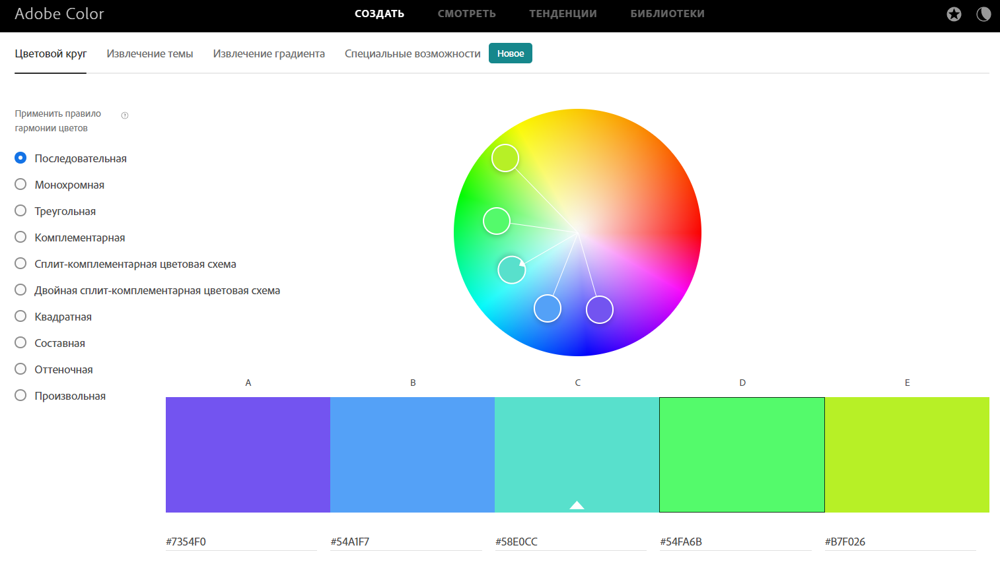 Adobe Color
СОЗДАТЬ СМОТРЕТЬ ТЕНДЕНЦИИ БИБЛИОТЕКИ
Цветовой круг Извлечение темы Извлечение градиента Специальные возможности Новое
Применить правило
гармонии цветов
Последовательная
Монохромная
Треугольная
Комплементарная
Сплит-комплементарная цветовая схема
Двойная сплит-комплементарная цветовая схема
Квадратная
Составная
Оттеночная
Произвольная
A B C D E
#7354F0 #54A1F7 #58E0CC #54FA6B #B7F026